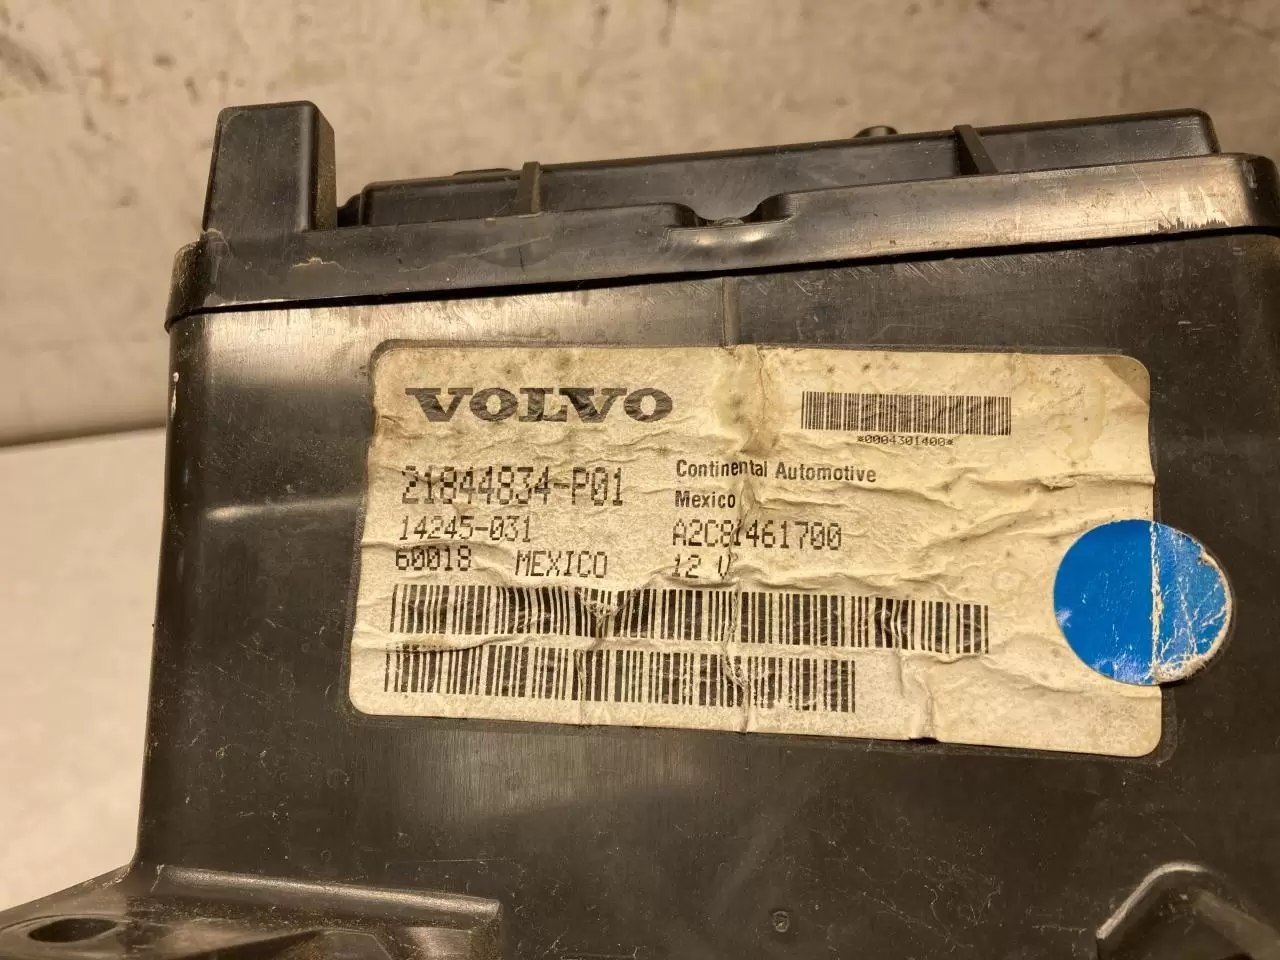 VOLVO
*0004301400*
21844834-P01
Continental Automotive
Mexico
14245-031
A2C81461700
60018 MEXICO
12 V